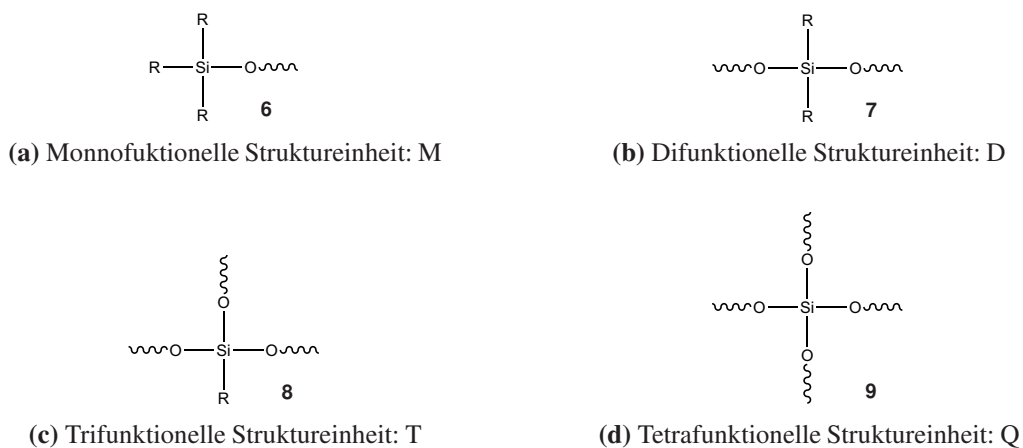 R
R Si O
R 6
(a) Monnofuktionelle Struktureinheit: M
R
O Si O
R 7
(b) Difunktionelle Struktureinheit: D
O
O Si O
R 8
(c) Trifunktionelle Struktureinheit: T
O
O Si O
O
9
(d) Tetrafunktionelle Struktureinheit: Q